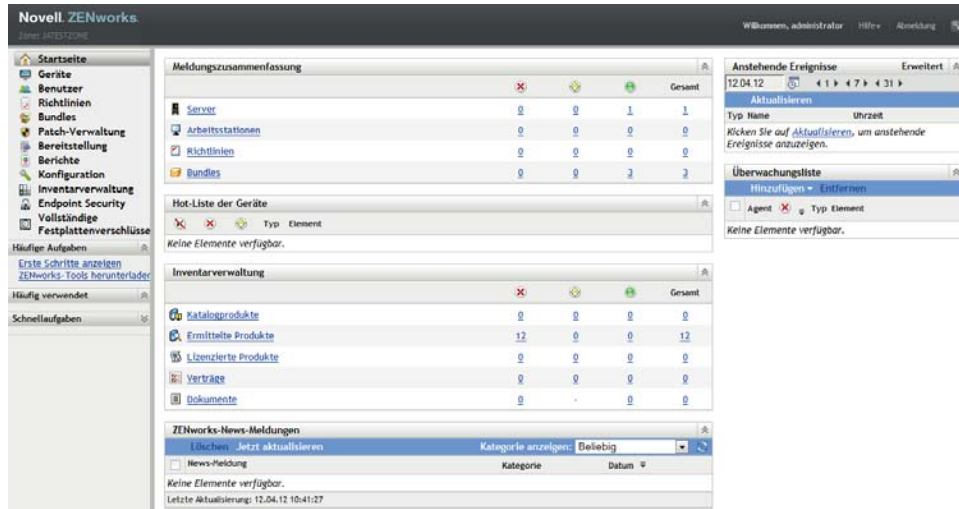 Novell. ZENworks.
Zone: JATESTZONE
Willkommen, administrator Hilfe Abmeldung
Startseite
Geräte
Benutzer
Richtlinien
Bundles
Patch-Verwaltung
Bereitstellung
Berichte
Konfiguration
Inventarverwaltung
Endpoint Security
Vollständige
Festplattenverschlüsse
Häufige Aufgaben
Erste Schritte anzeigen
ZENworks-Tools herunterladen
Häufig verwendet
Schnellaufgaben
Meldungszusammenfassung
Gesamt
Server 0 0 1 1
Arbeitsstationen 0 0 0 0
Richtlinien 0 0 0 0
Bundles 0 0 3 3
Hot-Liste der Geräte
Typ Element
Keine Elemente verfügbar.
Inventarverwaltung
Gesamt
Katalogprodukte 0 0 0 0
Ermittelte Produkte 12 0 0 12
Lizenzierte Produkte 0 0 0 0
Verträge 0 0 0 0
Dokumente 0 - 0 0
ZENworks-News-Meldungen
Löschen Jetzt aktualisieren Kategorie anzeigen: Beliebig
News-Meldung Kategorie Datum
Keine Elemente verfügbar.
Letzte Aktualisierung: 12.04.12 10:41:27
Anstehende Ereignisse Erweitert
12.04.12 1 7 31
Aktualisieren
Typ Name Uhrzeit
Klicken Sie auf Aktualisieren, um anstehende
Ereignisse anzuzeigen.
Überwachungsliste
Hinzufügen Entfernen
Agent Typ Element
Keine Elemente verfügbar.